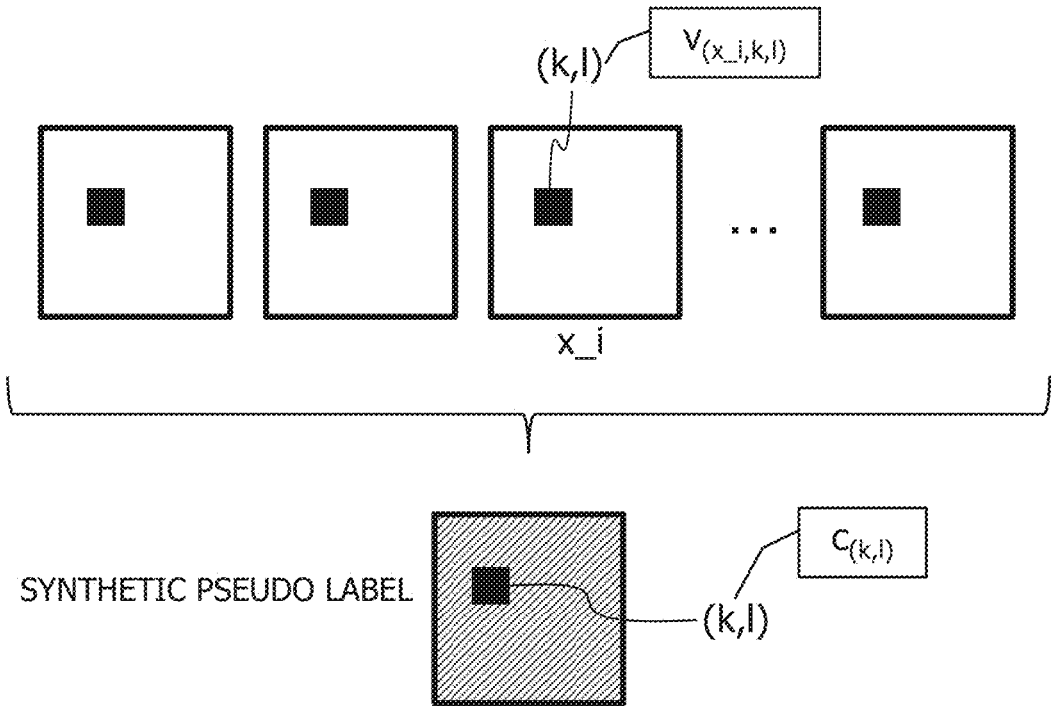 V(x_i,k,l)
(k,l)
...
x_i
C(k,l)
SYNTHETIC PSEUDO LABEL
(k,l)